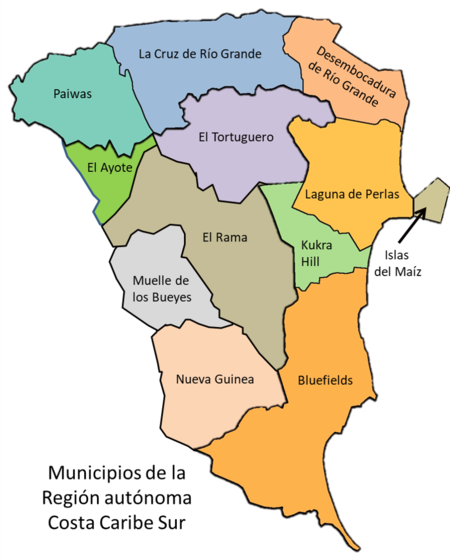 La Cruz de Río Grande
Desembocadura
de Río Grande
Paiwas
El Tortuguero
El Ayote
Laguna de Perlas
El Rama
Kukra
Hill
Islas
del Maíz
Muelle de
los Bueyes
Nueva Guinea
Bluefields
Municipios de la
Región autónoma
Costa Caribe Sur